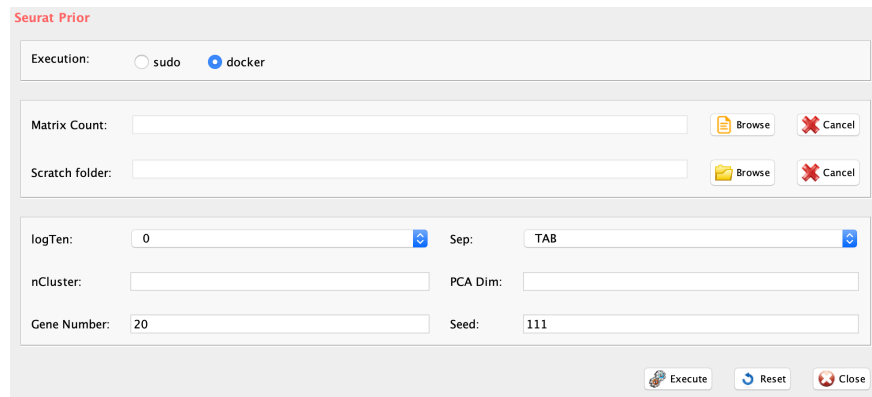 Seurat Prior
Execution: sudo docker
Matrix Count: Browse Cancel
Scratch folder: Browse Cancel
logTen: 0 Sep: TAB
nCluster: PCA Dim:
Gene Number: 20 Seed: 111
Execute Reset Close